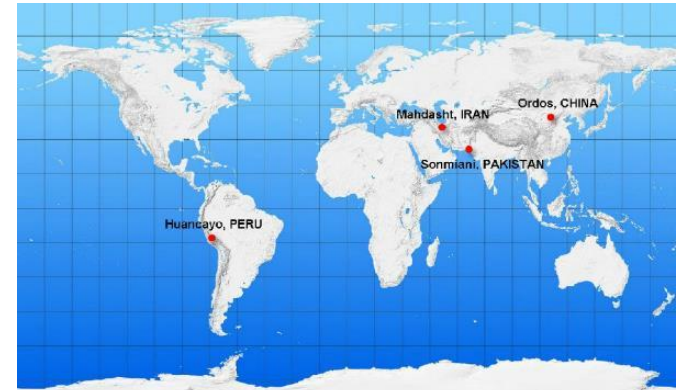 Ordos, CHINA
Mahdasht, IRAN
Sonmiani, PAKISTAN
Huancayo, PERU